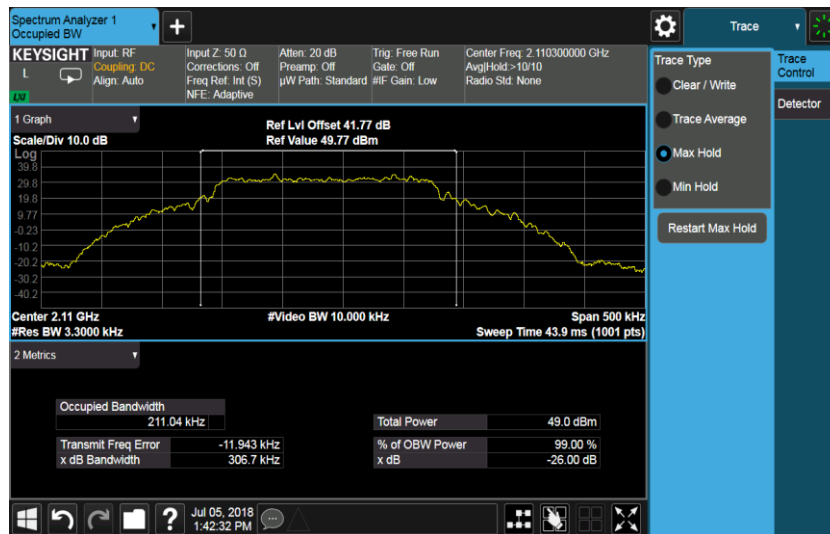 Spectrum Analyzer 1
Occupied BW
+
Trace
KEYSIGHT
L
LXI
Input: RF
Coupling: DC
Align: Auto
Input Z: 50 Ω
Corrections: Off
Freq Ref: Int (S)
NFE: Adaptive
Atten: 20 dB
Preamp: Off
µW Path: Standard
Trig: Free Run
Gate: Off
#IF Gain: Low
Center Freq: 2.110300000 GHz
Avg|Hold:>10/10
Radio Std: None
Trace Type
Clear / Write
Trace Average
Max Hold
Min Hold
Restart Max Hold
Trace
Control
Detector
1 Graph
Scale/Div 10.0 dB
Ref Lvl Offset 41.77 dB
Ref Value 49.77 dBm
Log
39.8
29.8
19.8
9.77
-0.23
-10.2
-20.2
-30.2
-40.2
Center 2.11 GHz
#Res BW 3.3000 kHz
#Video BW 10.000 kHz
Span 500 kHz
Sweep Time 43.9 ms (1001 pts)
2 Metrics
Occupied Bandwidth
211.04 kHz
Total Power 49.0 dBm
Transmit Freq Error -11.943 kHz
% of OBW Power 99.00 %
x dB Bandwidth 306.7 kHz
x dB -26.00 dB
?
Jul 05, 2018
1:42:32 PM